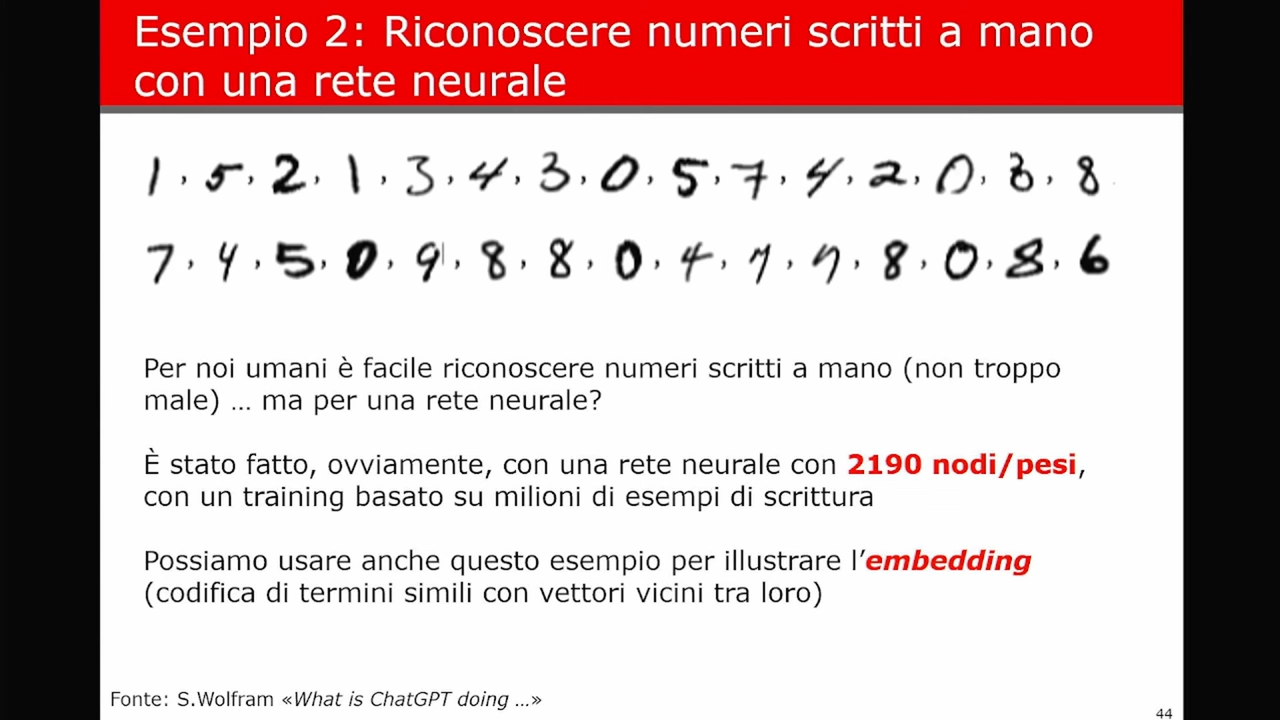 Esempio 2: Riconoscere numeri scritti a mano
con una rete neurale
1, 5, 2, 1, 3, 4, 3, 0, 5, 7, 4, 2, 0, 3, 8
7, 4, 5, 0, 9, 8, 8, 0, 4, 7, 7, 8, 0, 8, 6
Per noi umani è facile riconoscere numeri scritti a mano (non troppo
male) … ma per una rete neurale?
È stato fatto, ovviamente, con una rete neurale con 2190 nodi/pesi,
con un training basato su milioni di esempi di scrittura
Possiamo usare anche questo esempio per illustrare l’embedding
(codifica di termini simili con vettori vicini tra loro)
Fonte: S.Wolfram «What is ChatGPT doing …»
44